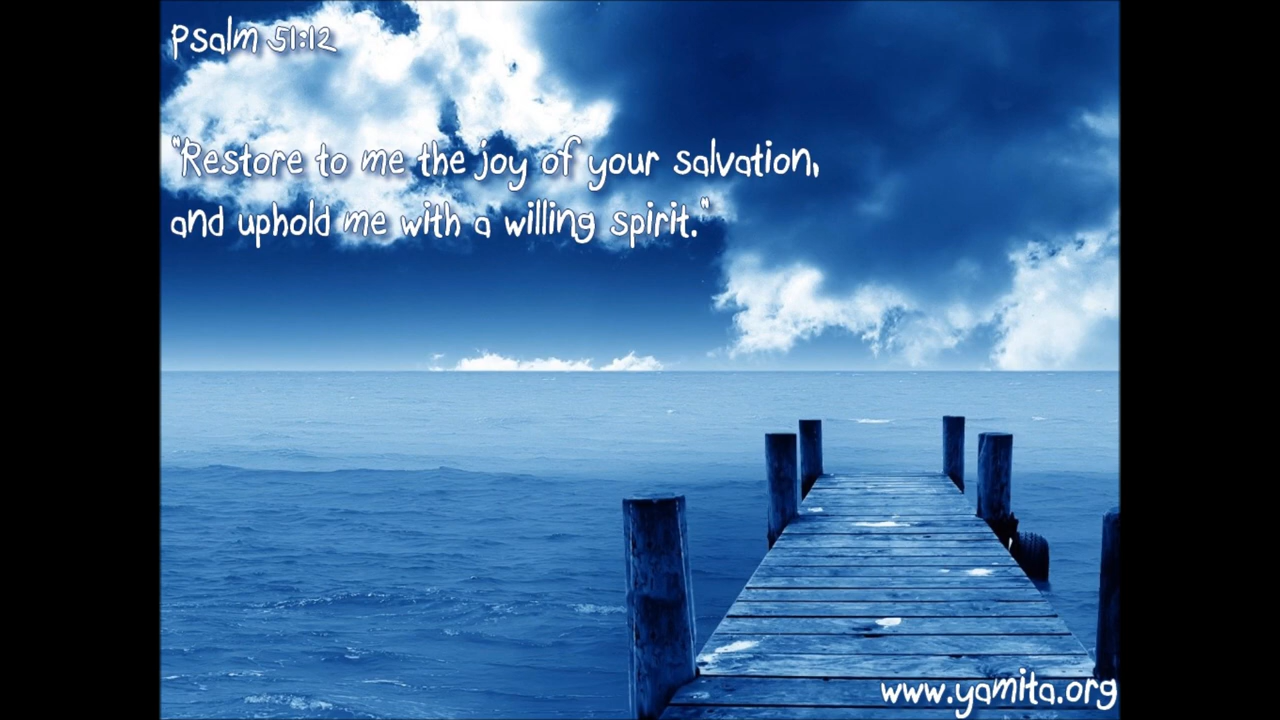 Psalm 51:12
"Restore to me the joy of your salvation,
and uphold me with a willing spirit."
www.yamita.org